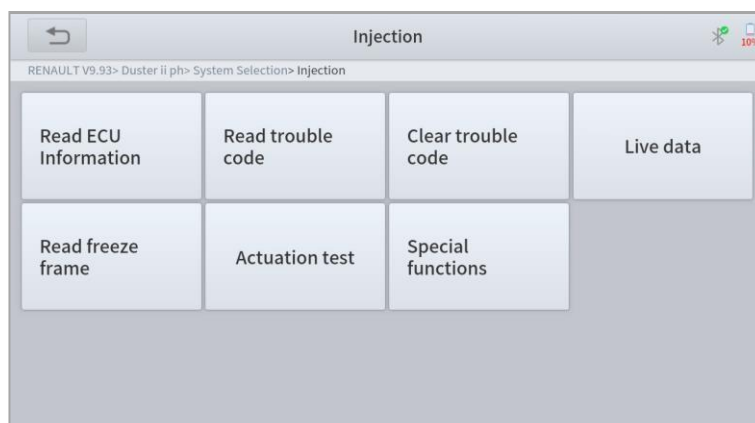 Injection
10%
RENAULT V9.93> Duster ii ph> System Selection> Injection
Read ECU
Information
Read trouble
code
Clear trouble
code
Live data
Read freeze
frame
Actuation test
Special
functions